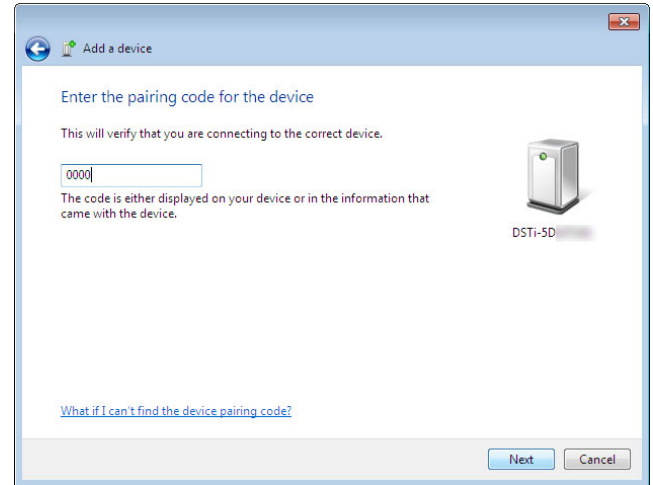 Add a device
Enter the pairing code for the device
This will verify that you are connecting to the correct device.
0000
The code is either displayed on your device or in the information that
came with the device.
DSTi-5D
What if I can't find the device pairing code?
Next
Cancel